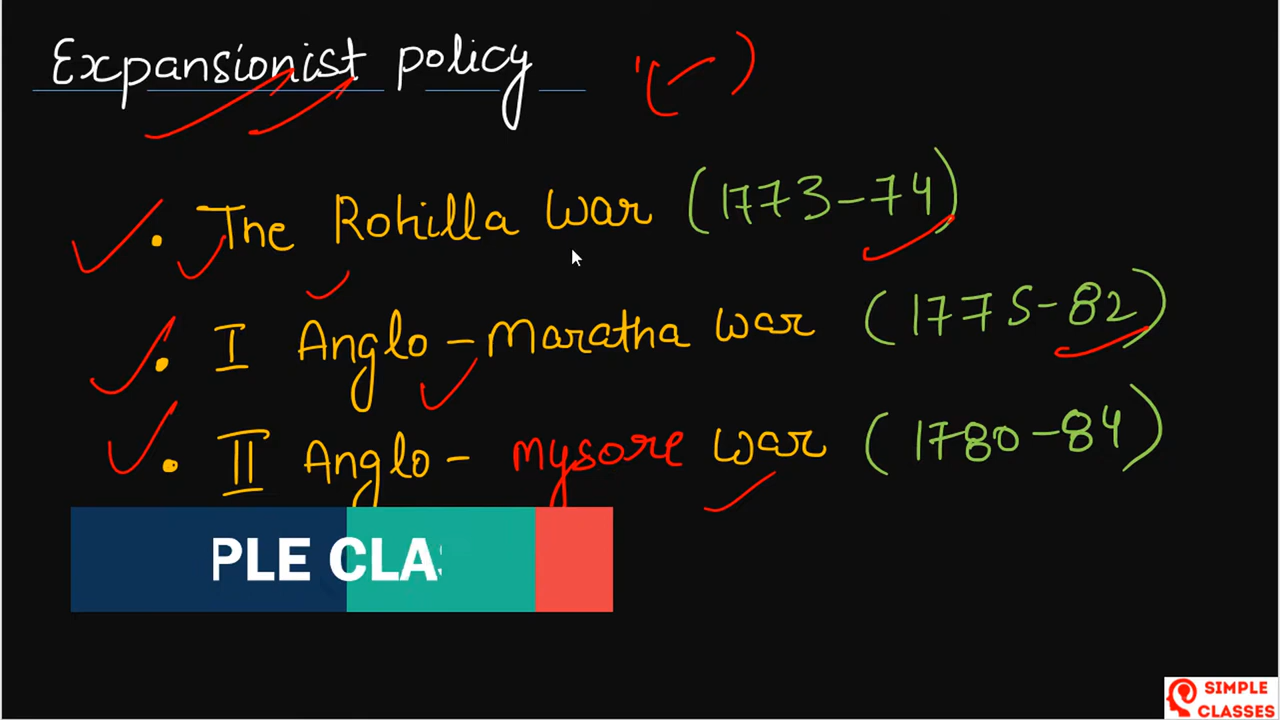 Expansionist policy
• The Rohilla War (1773-74)
• I Anglo-Maratha War (1775-82)
• II Anglo-Mysore War (1780-84)
PLE CLAS
SIMPLE
CLASSES